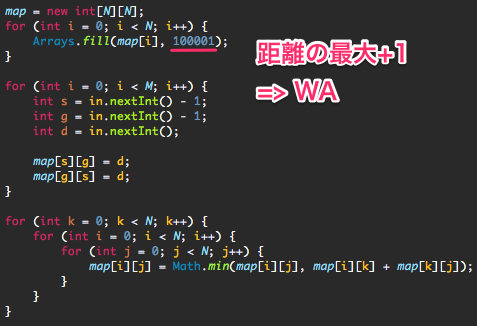 map = new int[N][N];
for (int i = 0; i < N; i++) {
    Arrays.fill(map[i], 100001);
}
距離の最大+1
=> WA
for (int i = 0; i < M; i++) {
    int s = in.nextInt() - 1;
    int g = in.nextInt() - 1;
    int d = in.nextInt();
    map[s][g] = d;
    map[g][s] = d;
}
for (int k = 0; k < N; k++) {
    for (int i = 0; i < N; i++) {
        for (int j = 0; j < N; j++) {
            map[i][j] = Math.min(map[i][j], map[i][k] + map[k][j]);
        }
    }
}